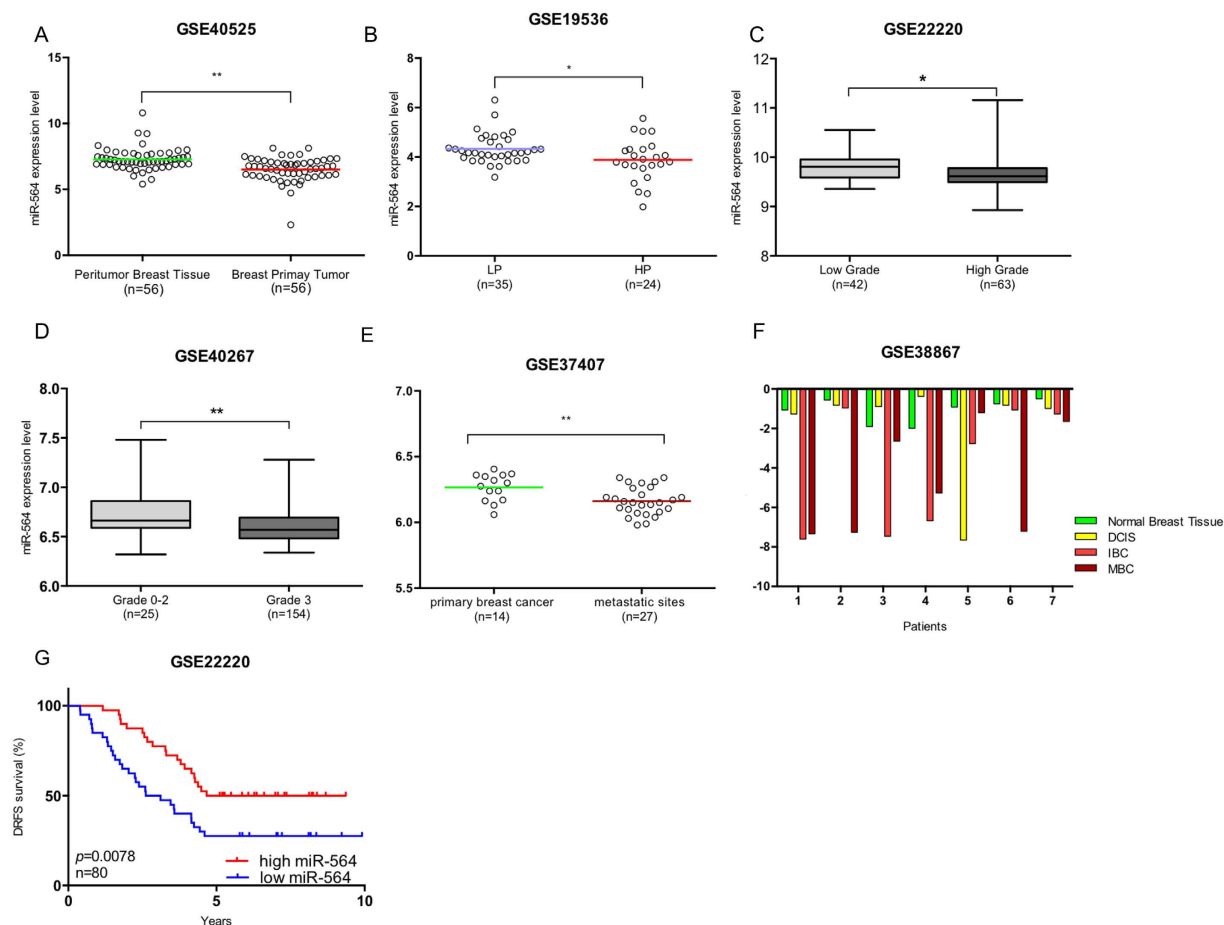 A
GSE40525
miR-564 expression level
15
10
5
0
**
Peritumor Breast Tissue
(n=56)
Breast Primay Tumor
(n=56)
B
GSE19536
miR-564 expression level
8
6
4
2
0
*
LP
(n=35)
HP
(n=24)
C
GSE22220
miR-564 expression level
12
11
10
9
8
*
Low Grade
(n=42)
High Grade
(n=63)
D
GSE40267
miR-564 expression level
8.0
7.5
7.0
6.5
6.0
**
Grade 0-2
(n=25)
Grade 3
(n=154)
E
GSE37407
miR-564 expression level
7.0
6.5
6.0
5.5
**
primary breast cancer
(n=14)
metastatic sites
(n=27)
F
GSE38867
0
-2
-4
-6
-8
-10
1 2 3 4 5 6 7
Patients
Normal Breast Tissue
DCIS
IBC
MBC
G
GSE22220
DRFS survival (%)
100
50
0
p=0.0078
n=80
high miR-564
low miR-564
0 5 10
Years